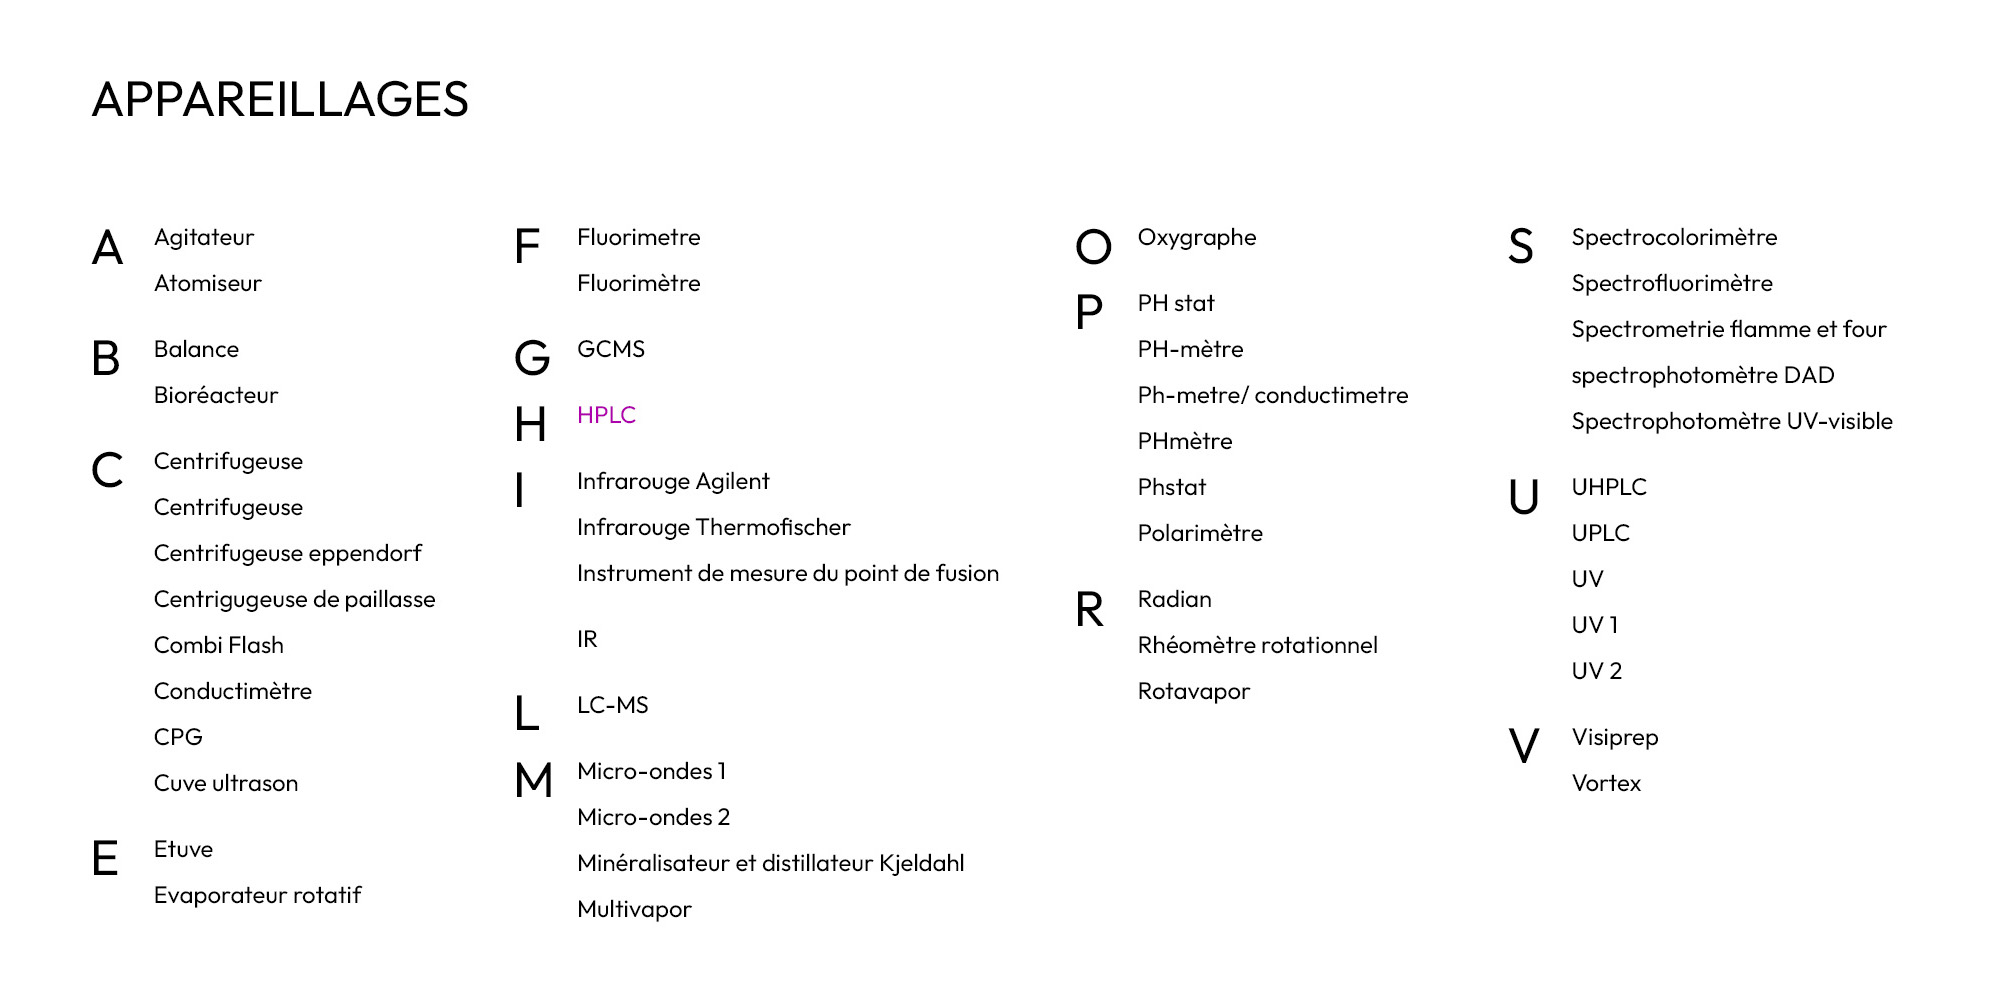 APPAREILLAGES
A
Agitateur
Atomiseur
B
Balance
Bioréacteur
C
Centrifugeuse
Centrifugeuse
Centrifugeuse eppendorf
Centrigugeuse de paillasse
Combi Flash
Conductimètre
CPG
Cuve ultrason
E
Etuve
Evaporateur rotatif
F
Fluorimetre
Fluorimètre
G
GCMS
H
HPLC
I
Infrarouge Agilent
Infrarouge Thermofischer
Instrument de mesure du point de fusion
IR
L
LC-MS
M
Micro-ondes 1
Micro-ondes 2
Minéralisateur et distillateur Kjeldahl
Multivapor
O
Oxygraphe
P
PH stat
PH-mètre
Ph-metre/ conductimetre
PHmètre
Phstat
Polarimètre
R
Radian
Rhéomètre rotationnel
Rotavapor
S
Spectrocolorimètre
Spectrofluorimètre
Spectrometrie flamme et four
spectrophotomètre DAD
Spectrophotomètre UV-visible
U
UHPLC
UPLC
UV
UV 1
UV 2
V
Visiprep
Vortex